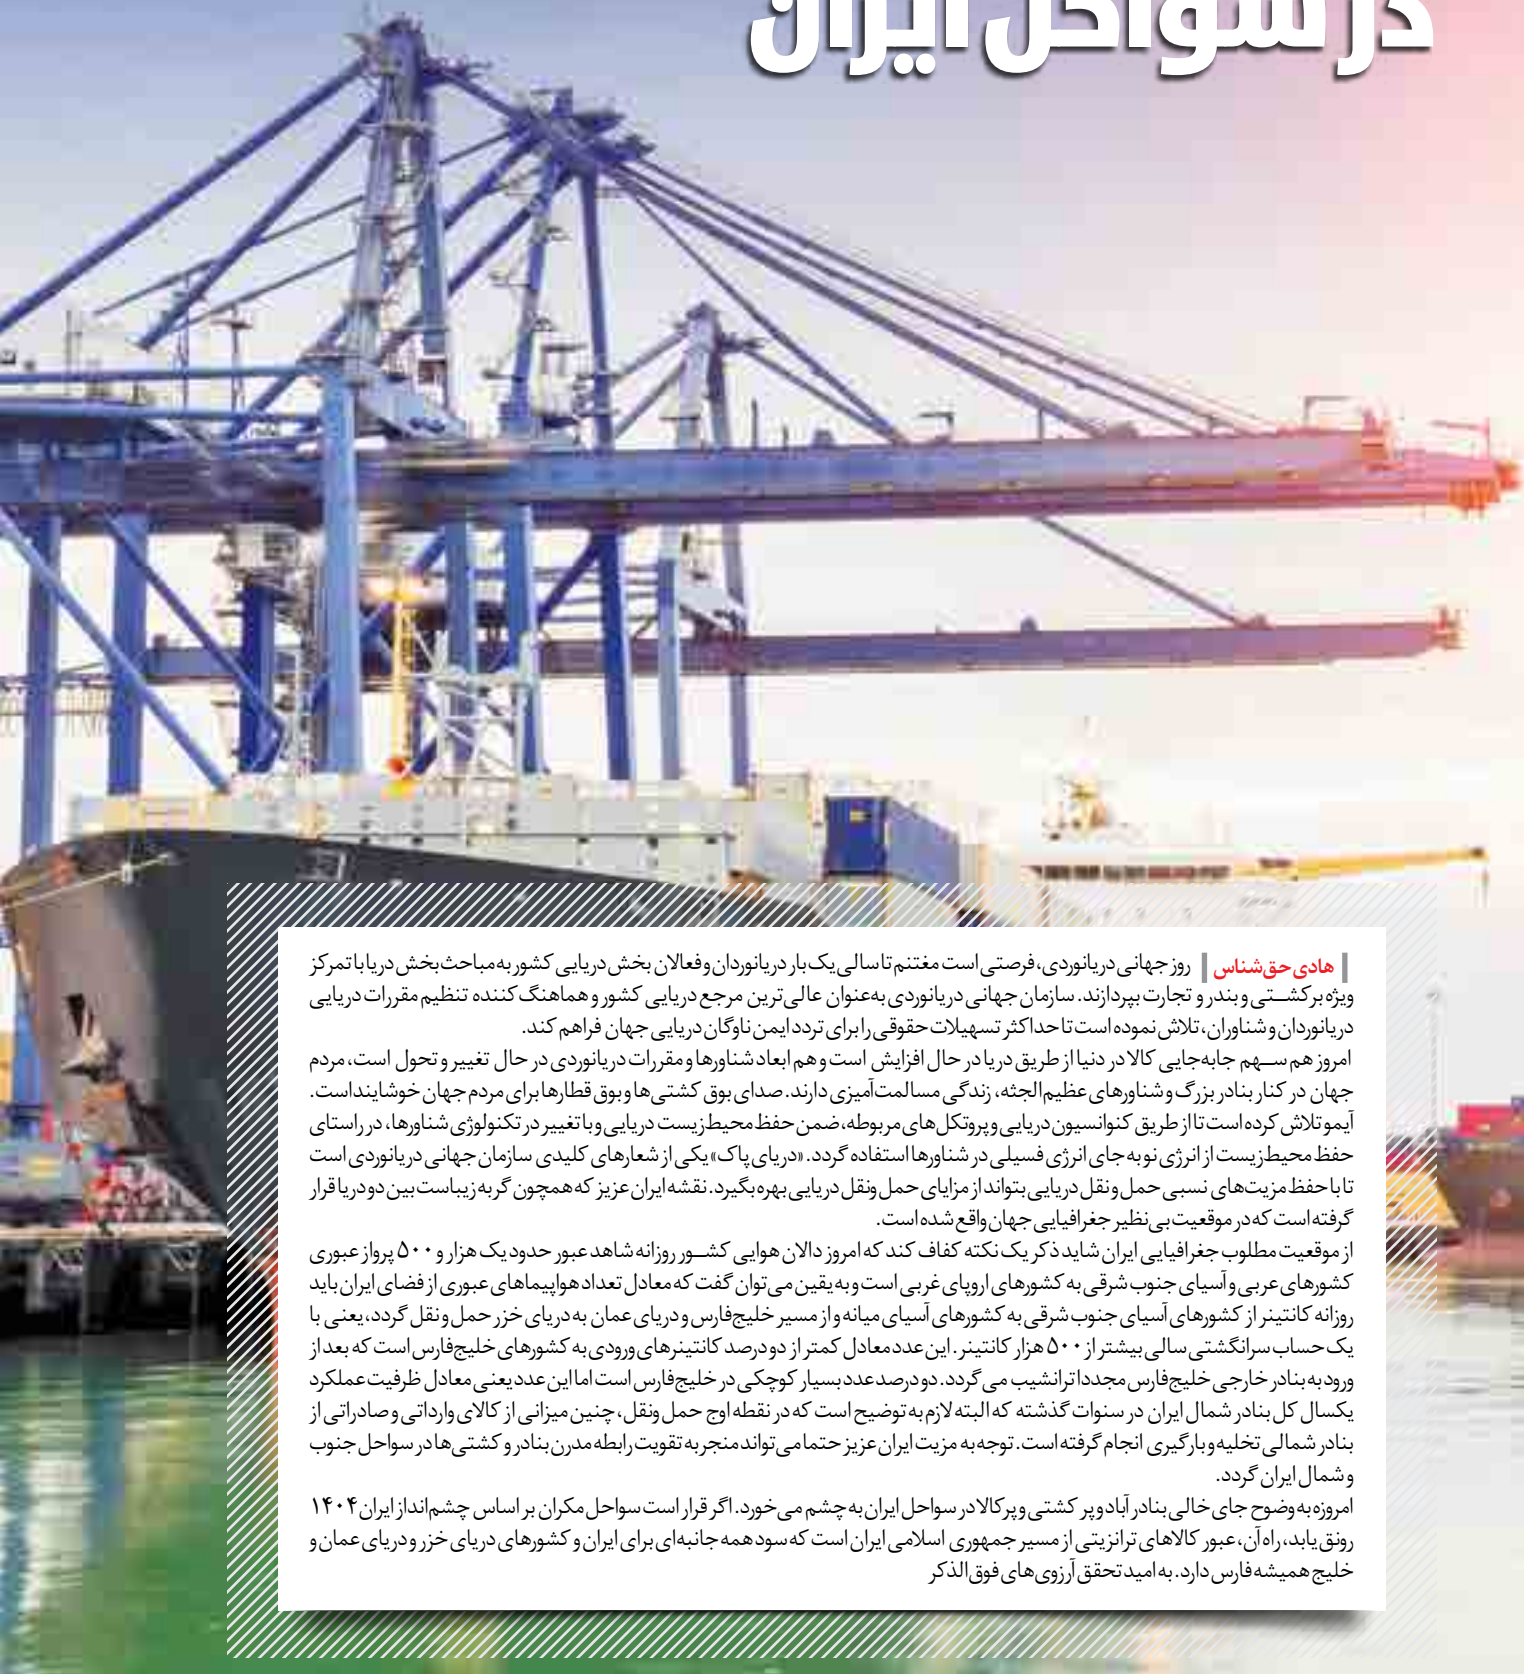 در سواحل ایران
هادی حق‌شناس روز جهانی دریانوردی، فرصتی است مغتنم تا سالی یک بار دریانوردان و فعالان بخش دریایی کشور به مباحث بخش دریا با تمرکز
ویژه بر کشتی و بندر و تجارت بپردازند. سازمان جهانی دریانوردی به‌عنوان عالی‌ترین مرجع دریایی کشور و هماهنگ کننده تنظیم مقررات دریایی
دریانوردان و شناوران، تلاش نموده است تا حداکثر تسهیلات حقوقی را برای تردد ایمن ناوگان دریایی جهان فراهم کند.
امروز هم سهم جابه‌جایی کالا در دنیا از طریق دریا در حال افزایش است و هم ابعاد شناورها و مقررات دریانوردی در حال تغییر و تحول است، مردم
جهان در کنار بنادر بزرگ و شناورهای عظیم‌الجثه، زندگی مسالمت‌آمیزی دارند. صدای بوق کشتی ها و بوق قطارها برای مردم جهان خوشاینداست.
آیمو تلاش کرده است تا از طریق کنوانسیون دریایی و پروتکل‌های مربوطه، ضمن حفظ محیط‌زیست دریایی و با تغییر در تکنولوژی شناورها، در راستای
حفظ محیط‌زیست از انرژی نو به جای انرژی فسیلی در شناورها استفاده گردد. «دریای پاک» یکی از شعارهای کلیدی سازمان جهانی دریانوردی است
تا با حفظ مزیت‌های نسبی حمل و نقل دریایی بتواند از مزایای حمل و نقل دریایی بهره بگیرد. نقشه ایران عزیز که همچون گربه زیباست بین دو دریا قرار
گرفته است که در موقعیت بی‌نظیر جغرافیایی جهان واقع شده است.
از موقعیت مطلوب جغرافیایی ایران شاید ذکر یک نکته کفاف کند که امروز دالان هوایی کشور روزانه شاهد عبور حدود یک هزار و ۵۰۰ پرواز عبوری
کشورهای عربی و آسیای جنوب شرقی به کشورهای اروپای غربی است و به یقین می‌توان گفت که معادل تعداد هواپیماهای عبوری از فضای ایران باید
روزانه کانتینر از کشورهای آسیای جنوب شرقی به کشورهای آسیای میانه و از مسیر خلیج‌فارس و دریای عمان به دریای خزر حمل و نقل گردد، یعنی با
یک حساب سرانگشتی سالی بیشتر از ۵۰۰ هزار کانتینر. این عدد معادل کمتر از دو درصد کانتینرهای ورودی به کشورهای خلیج‌فارس است که بعد از
ورود به بنادر خارجی خلیج‌فارس مجددا ترانشیب می گردد. دو درصد عدد بسیار کوچکی در خلیج‌فارس است اما این عدد یعنی معادل ظرفیت عملکرد
یکسال کل بنادر شمال ایران در سنوات گذشته که البته لازم به توضیح است که در نقطه اوج حمل و نقل، چنین میزانی از کالای وارداتی و صادراتی از
بنادر شمالی تخلیه و بارگیری انجام گرفته است. توجه به مزیت ایران عزیز حتما می‌تواند منجر به تقویت رابطه مدرن بنادر و کشتی‌ها در سواحل جنوب
و شمال ایران گردد.
امروزه به وضوح جای خالی بنادر آباد و پر کشتی و پرکالا در سواحل ایران به چشم می خورد. اگر قرار است سواحل مکران بر اساس چشم‌انداز ایران ۱۴۰۴
رونق یابد، راه آن، عبور کالاهای ترانزیتی از مسیر جمهوری اسلامی ایران است که سود همه جانبه‌ای برای ایران و کشورهای دریای خزر و دریای عمان و
خلیج همیشه فارس دارد. به امید تحقق آرزوی‌های فوق‌الذکر